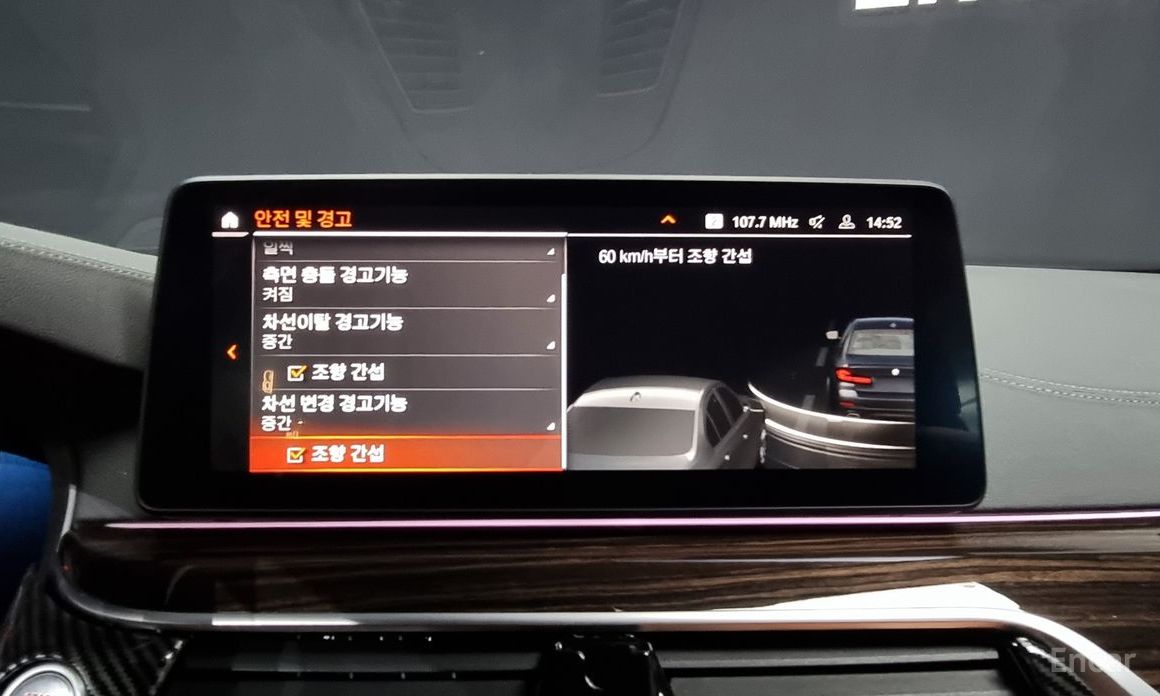 안전 및 경고
107.7 MHz
14:52
일찍
측면 충돌 경고기능
켜짐
차선이탈 경고기능
중간
조향 간섭
차선 변경 경고기능
중간
조향 간섭
60 km/h부터 조향 간섭
Encar